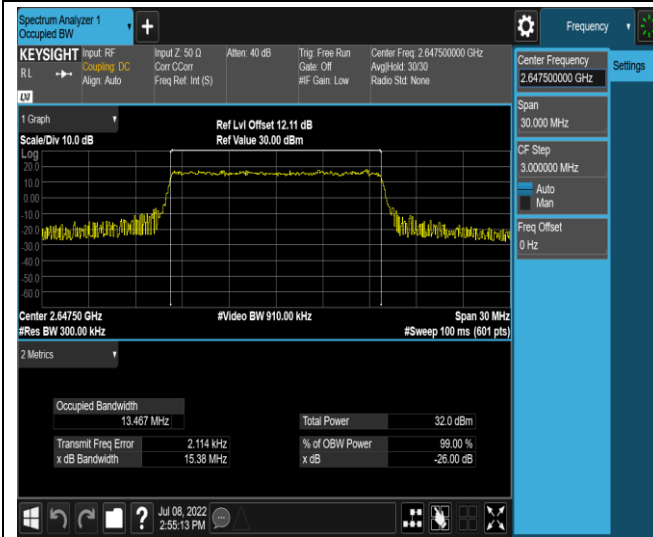 Spectrum Analyzer 1
Occupied BW
+
Frequency
KEYSIGHT
RL
LXI
Input: RF
Coupling: DC
Align: Auto
Input Z: 50 Ω
Corr CCorr
Freq Ref: Int (S)
Atten: 40 dB
Trig: Free Run
Gate: Off
#IF Gain: Low
Center Freq: 2.647500000 GHz
Avg|Hold: 30/30
Radio Std: None
Center Frequency
2.647500000 GHz
Settings
Span
30.000 MHz
CF Step
3.000000 MHz
Auto
Man
Freq Offset
0 Hz
1 Graph
Scale/Div 10.0 dB
Ref Lvl Offset 12.11 dB
Ref Value 30.00 dBm
Log
20.0
10.0
0.00
-10.0
-20.0
-30.0
-40.0
-50.0
-60.0
Center 2.64750 GHz
#Video BW 910.00 kHz
Span 30 MHz
#Res BW 300.00 kHz
#Sweep 100 ms (601 pts)
2 Metrics
Occupied Bandwidth
13.467 MHz
Total Power 32.0 dBm
Transmit Freq Error 2.114 kHz
% of OBW Power 99.00 %
x dB Bandwidth 15.38 MHz
x dB -26.00 dB
?
Jul 08, 2022
2:55:13 PM